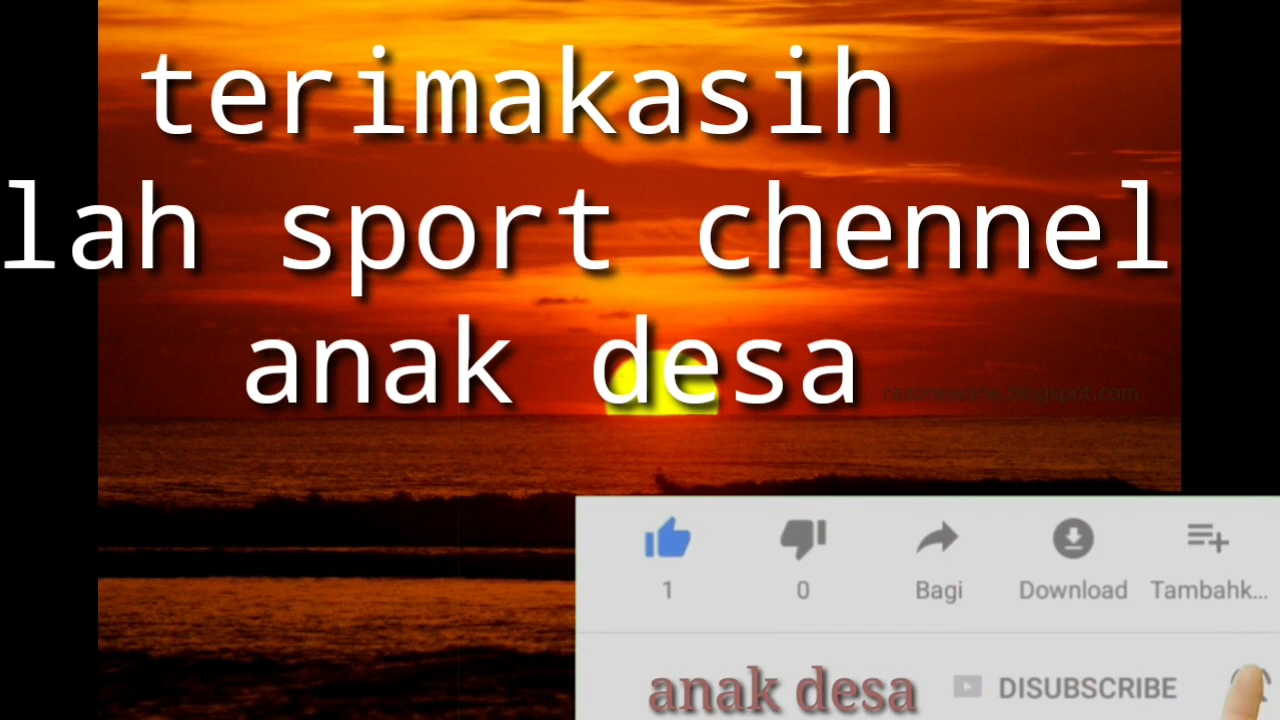 terimakasih
lah sport chennel
anak desa
1
0
Bagi
Download
Tambahk...
anak desa
DISUBSCRIBE